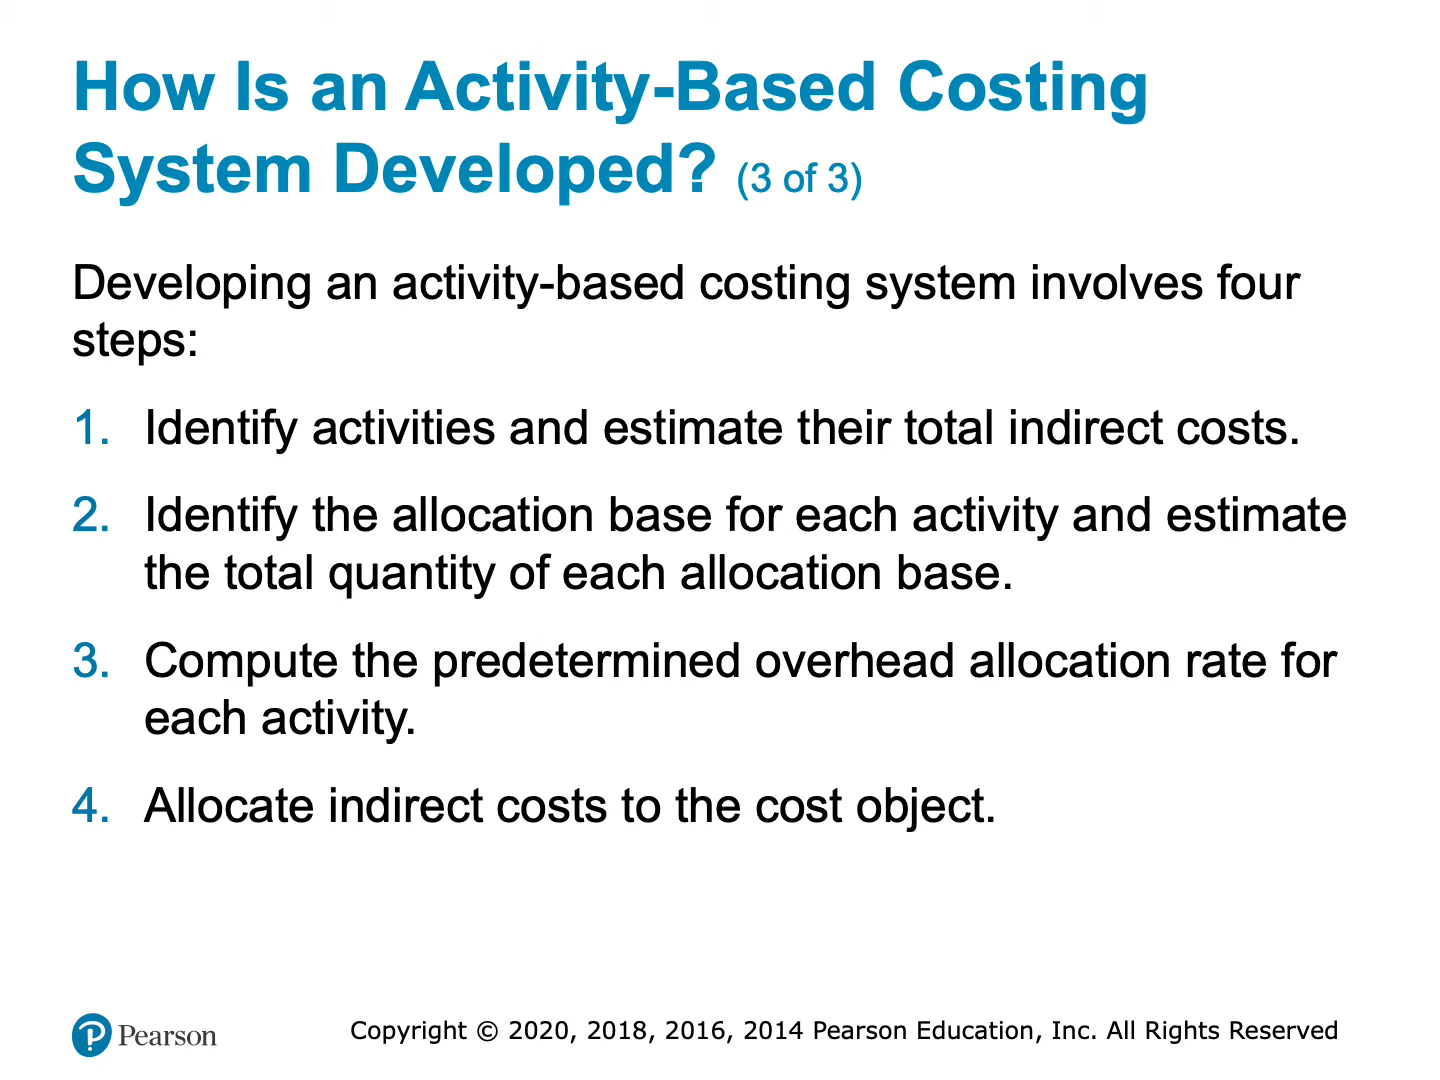 How Is an Activity-Based Costing
System Developed? (3 of 3)
Developing an activity-based costing system involves four
steps:
1. Identify activities and estimate their total indirect costs.
2. Identify the allocation base for each activity and estimate
the total quantity of each allocation base.
3. Compute the predetermined overhead allocation rate for
each activity.
4. Allocate indirect costs to the cost object.
Pearson
Copyright © 2020, 2018, 2016, 2014 Pearson Education, Inc. All Rights Reserved